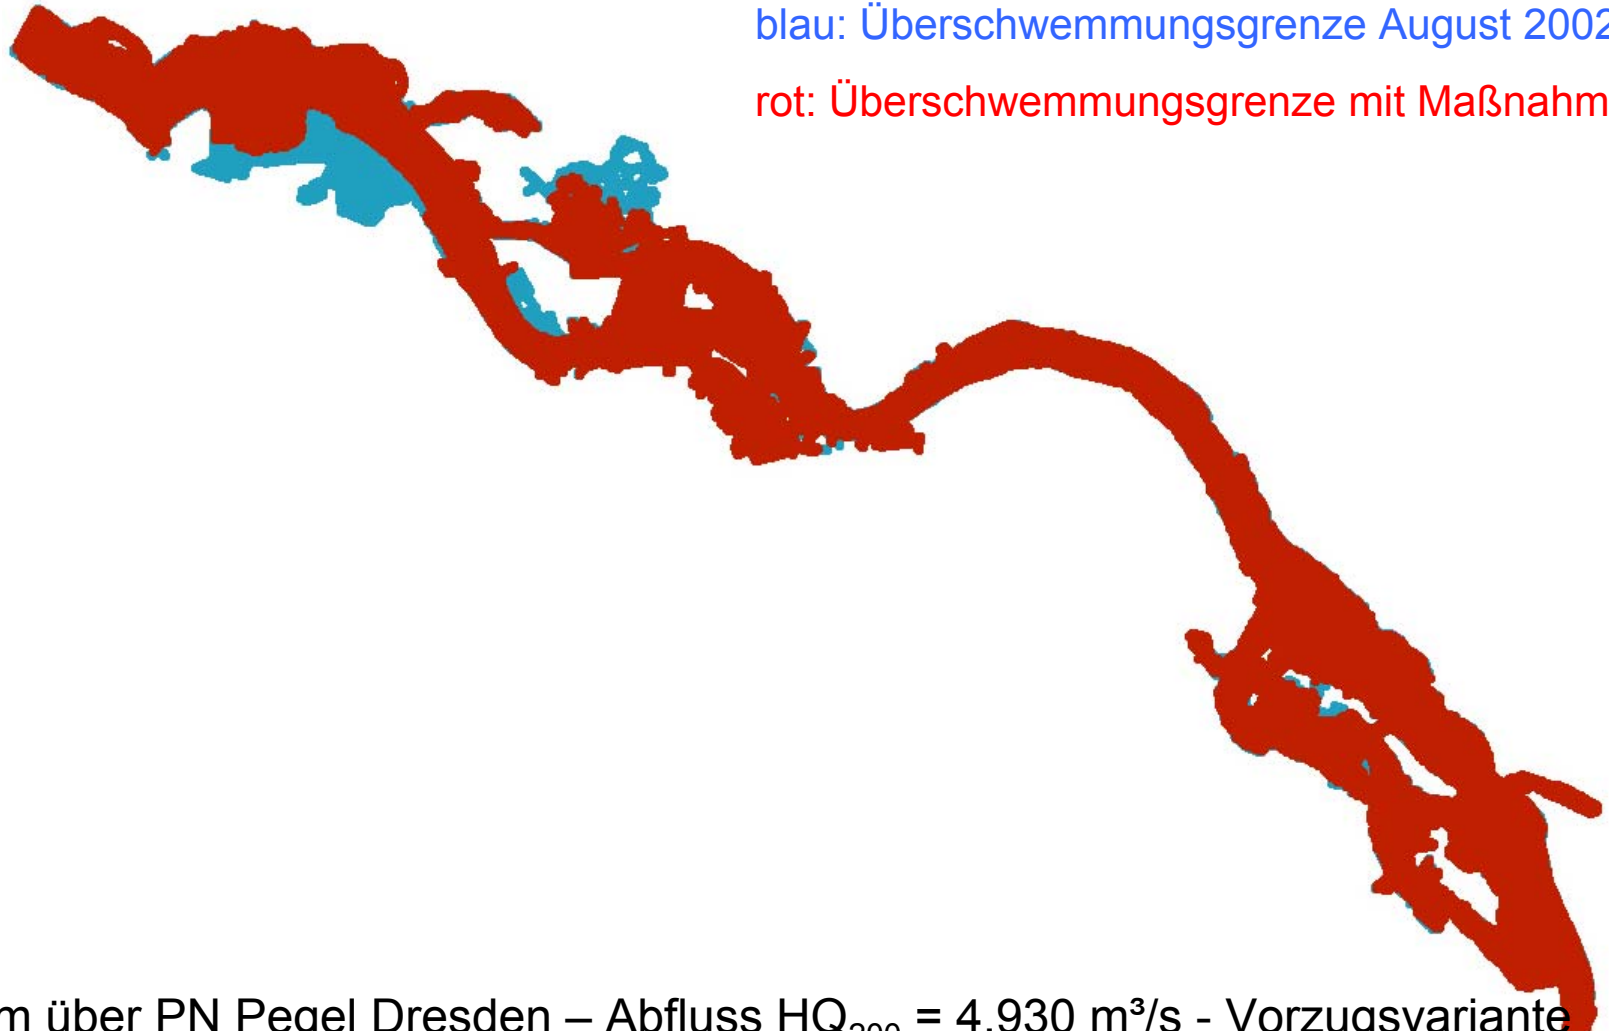 blau: Überschwemmungsgrenze August 2002
rot: Überschwemmungsgrenze mit Maßnahm
m über PN Pegel Dresden – Abfluss HQ₂₀₀ = 4.930 m³/s - Vorzugsvariante